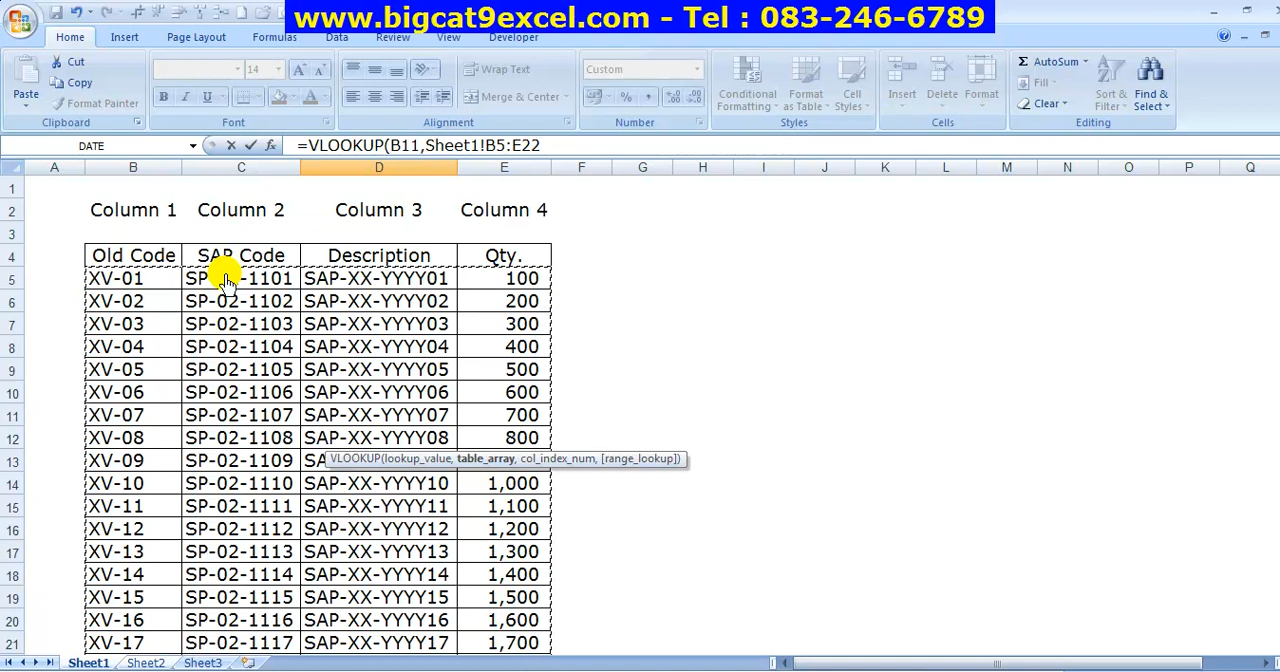 www.bigcat9excel.com - Tel : 083-246-6789
Home Insert Page Layout Formulas Data Review View Developer
Paste Cut Copy Format Painter
14
Wrap Text
Merge & Center
Custom
Conditional Formatting
Format as Table
Cell Styles
Insert Delete Format
AutoSum
Fill
Clear
Sort & Filter
Find & Select
Clipboard Font Alignment Number Styles Cells Editing
DATE =VLOOKUP(B11,Sheet1!B5:E22
A B C D E F G H I J K L M N O P Q
1
2 Column 1 Column 2 Column 3 Column 4
3
4 Old Code SAP Code Description Qty.
5 XV-01 1101 SAP-XX-YYYY01 100
6 XV-02 SP-02-1102 SAP-XX-YYYY02 200
7 XV-03 SP-02-1103 SAP-XX-YYYY03 300
8 XV-04 SP-02-1104 SAP-XX-YYYY04 400
9 XV-05 SP-02-1105 SAP-XX-YYYY05 500
10 XV-06 SP-02-1106 SAP-XX-YYYY06 600
11 XV-07 SP-02-1107 SAP-XX-YYYY07 700
12 XV-08 SP-02-1108 SAP-XX-YYYY08 800
VLOOKUP(lookup_value, table_array, col_index_num, [range_lookup])
13 XV-09 SP-02-1109
14 XV-10 SP-02-1110 SAP-XX-YYYY10 1,000
15 XV-11 SP-02-1111 SAP-XX-YYYY11 1,100
16 XV-12 SP-02-1112 SAP-XX-YYYY12 1,200
17 XV-13 SP-02-1113 SAP-XX-YYYY13 1,300
18 XV-14 SP-02-1114 SAP-XX-YYYY14 1,400
19 XV-15 SP-02-1115 SAP-XX-YYYY15 1,500
20 XV-16 SP-02-1116 SAP-XX-YYYY16 1,600
21 XV-17 SP-02-1117 SAP-XX-YYYY17 1,700
Sheet1 Sheet2 Sheet3